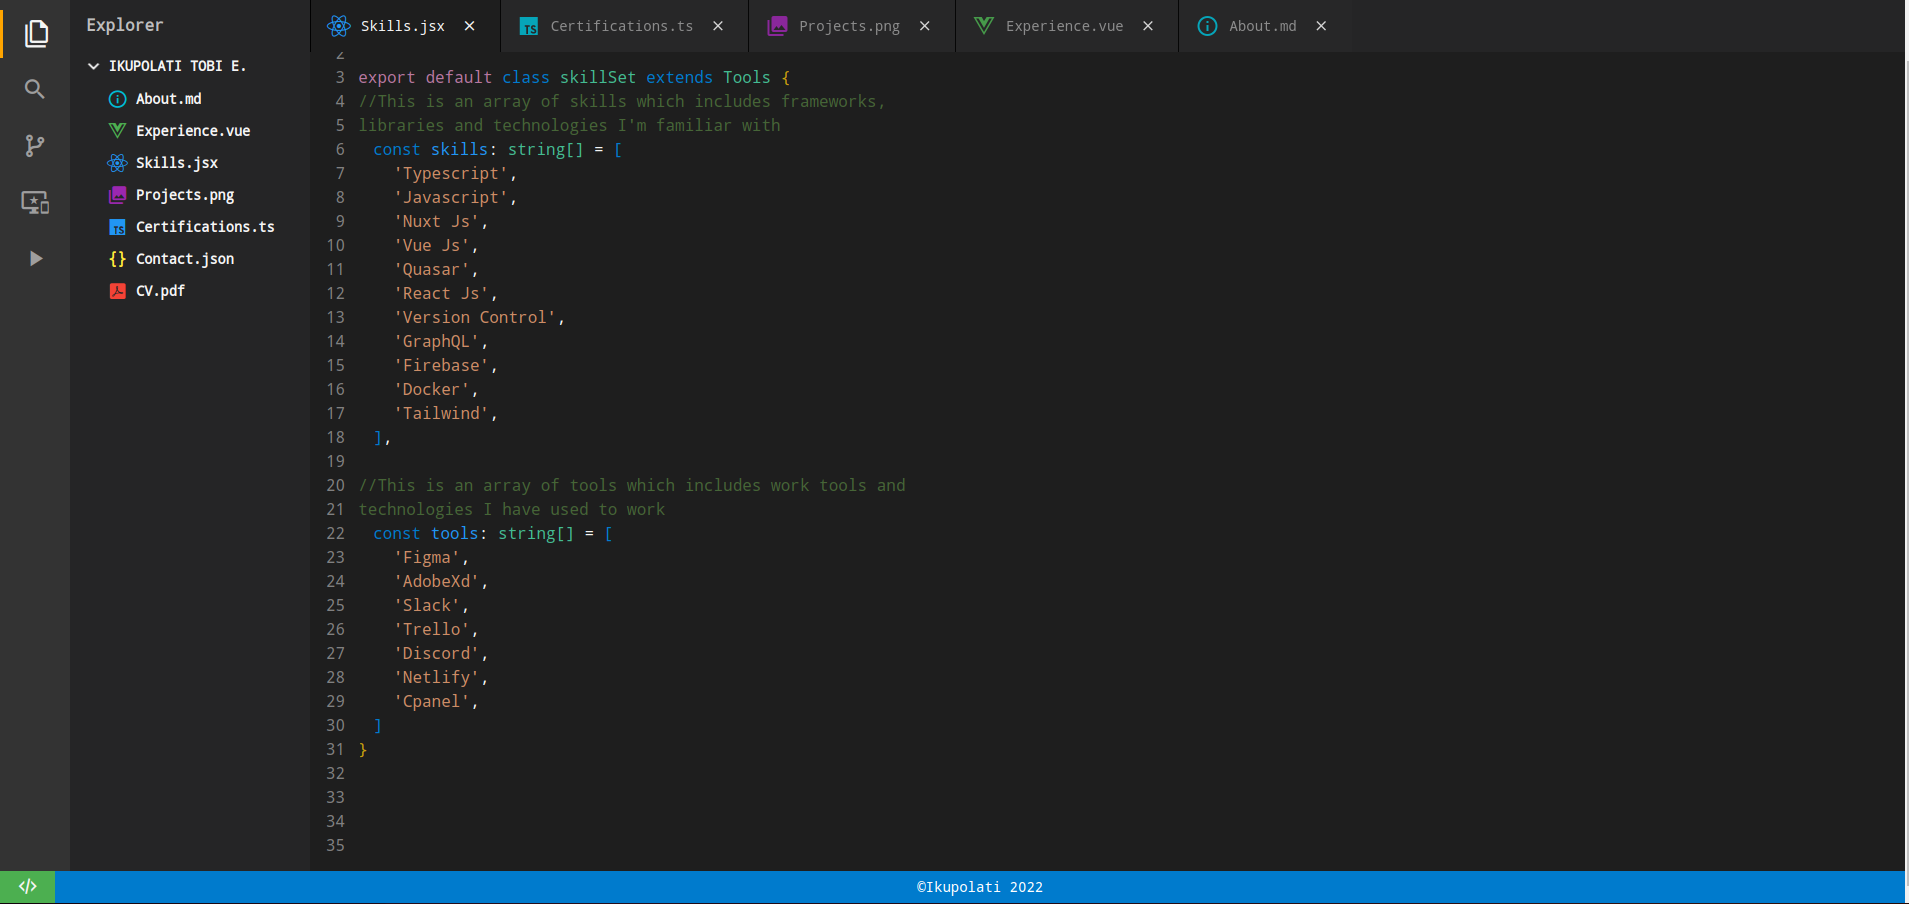 Explorer
IKUPOLATI TOBI E.
About.md
Experience.vue
Skills.jsx
Projects.png
TS Certifications.ts
{} Contact.json
CV.pdf
Skills.jsx × TS Certifications.ts × Projects.png × Experience.vue × About.md ×
2
3 export default class skillSet extends Tools {
4 //This is an array of skills which includes frameworks,
5 libraries and technologies I'm familiar with
6 const skills: string[] = [
7 'Typescript',
8 'Javascript',
9 'Nuxt Js',
10 'Vue Js',
11 'Quasar',
12 'React Js',
13 'Version Control',
14 'GraphQL',
15 'Firebase',
16 'Docker',
17 'Tailwind',
18 ],
19
20 //This is an array of tools which includes work tools and
21 technologies I have used to work
22 const tools: string[] = [
23 'Figma',
24 'AdobeXd',
25 'Slack',
26 'Trello',
27 'Discord',
28 'Netlify',
29 'Cpanel',
30 ]
31 }
32
33
34
35
</> ©Ikupolati 2022